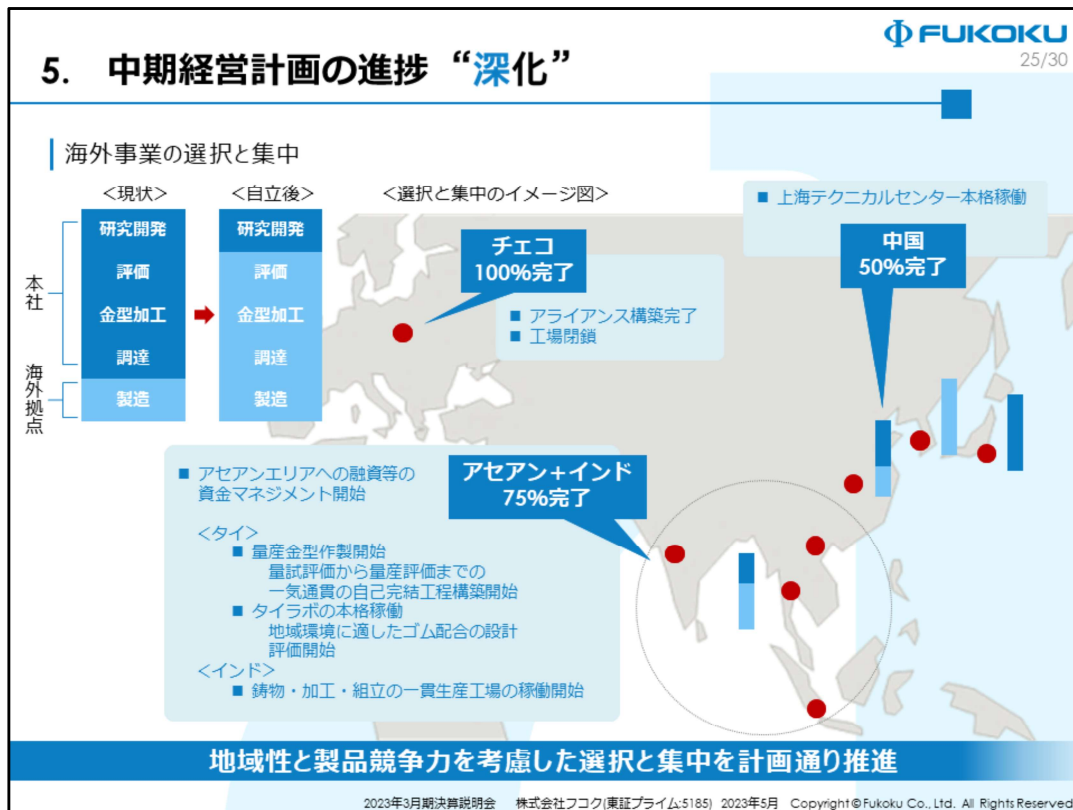 FUKOKU
25/30
5. 中期経営計画の進捗 “深化”
海外事業の選択と集中
<現状>
<自立後>
<選択と集中のイメージ図>
本社
海外拠点
研究開発
評価
金型加工
調達
製造
研究開発
評価
金型加工
調達
製造
チェコ
100%完了
■ アライアンス構築完了
■ 工場閉鎖
■ 上海テクニカルセンター本格稼働
中国
50%完了
アセアン+インド
75%完了
■ アセアンエリアへの融資等の
資金マネジメント開始
<タイ>
■ 量産金型作製開始
量試評価から量産評価までの
一気通貫の自己完結工程構築開始
■ タイラボの本格稼働
地域環境に適したゴム配合の設計
評価開始
<インド>
■ 鋳物・加工・組立の一貫生産工場の稼働開始
地域性と製品競争力を考慮した選択と集中を計画通り推進
2023年3月期決算説明会 株式会社フコク(東証プライム:5185) 2023年5月 Copyright©Fukoku Co., Ltd. All Rights Reserved